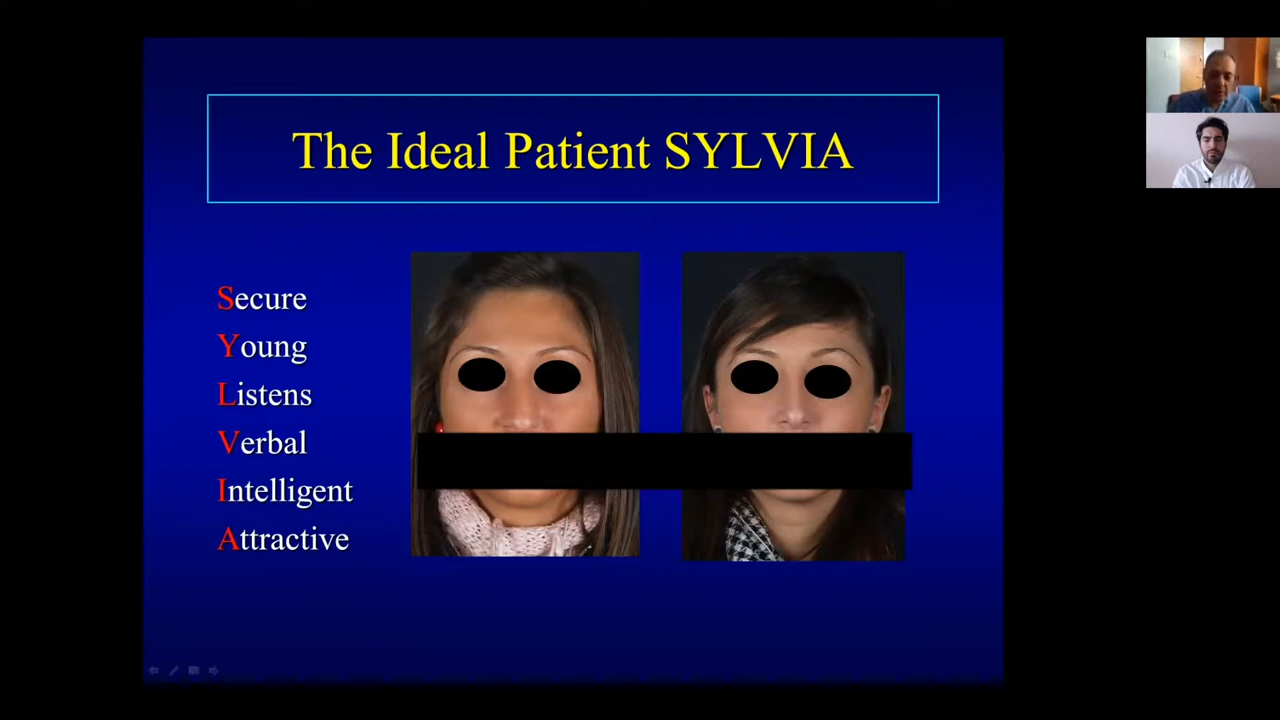 The Ideal Patient SYLVIA
Secure
Young
Listens
Verbal
Intelligent
Attractive